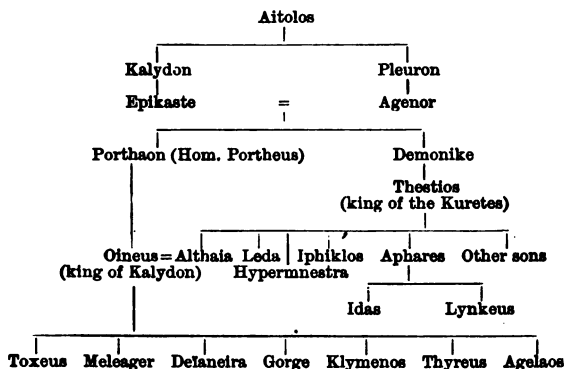 Aitolos
Kalydon Pleuron
Epikaste = Agenor
Porthaon (Hom. Portheus) Demonike
Thestios
(king of the Kuretes)
Oineus = Althaia Leda Iphiklos Aphares Other sons
(king of Kalydon) Hypermnestra
Idas Lynkeus
Toxeus Meleager Deïaneira Gorge Klymenos Thyreus Agelaos